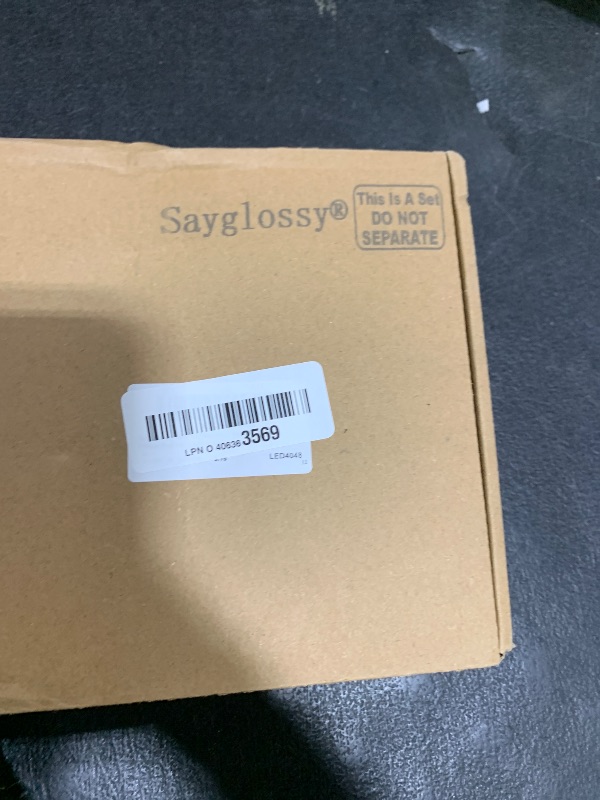 Sayglossy®
This Is A Set
DO NOT
SEPARATE
LPN O 40636 3569
LED4048